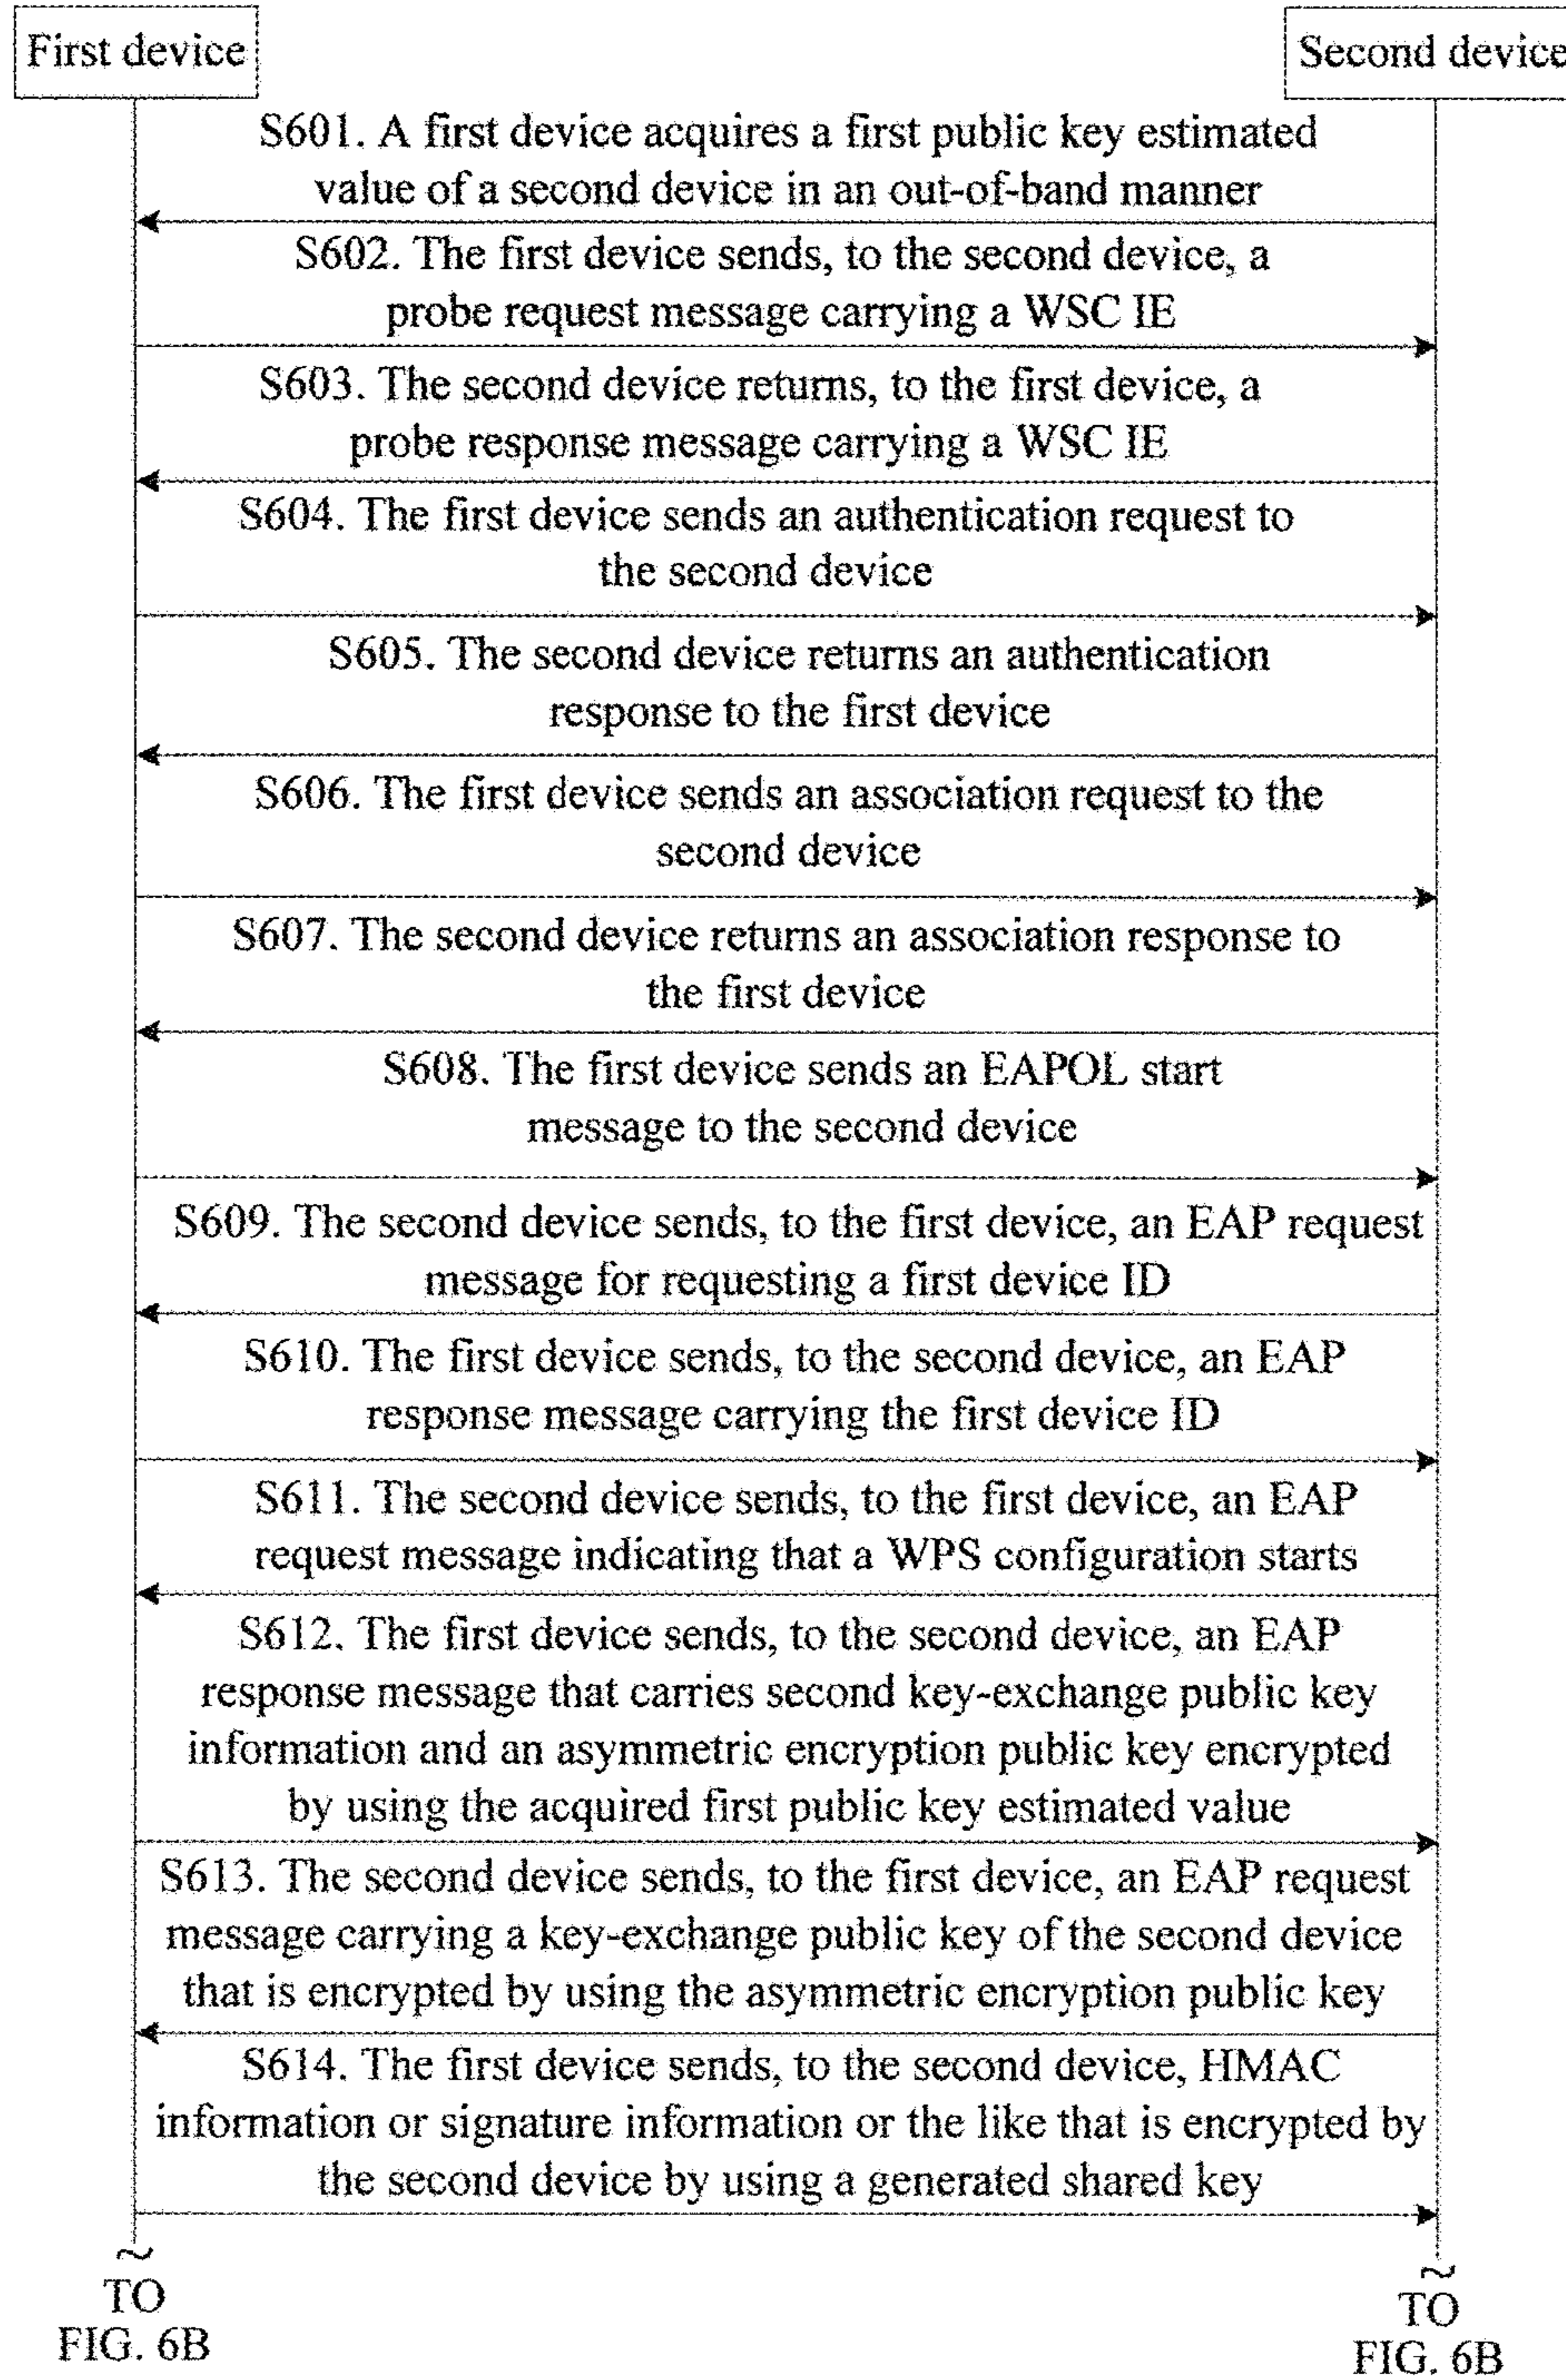 First device
Second device
S601. A first device acquires a first public key estimated
value of a second device in an out-of-band manner
S602. The first device sends, to the second device, a
probe request message carrying a WSC IE
S603. The second device returns, to the first device, a
probe response message carrying a WSC IE
S604. The first device sends an authentication request to
the second device
S605. The second device returns an authentication
response to the first device
S606. The first device sends an association request to the
second device
S607. The second device returns an association response to
the first device
S608. The first device sends an EAPOL start
message to the second device
S609. The second device sends, to the first device, an EAP request
message for requesting a first device ID
S610. The first device sends, to the second device, an EAP
response message carrying the first device ID
S611. The second device sends, to the first device, an EAP
request message indicating that a WPS configuration starts
S612. The first device sends, to the second device, an EAP
response message that carries second key-exchange public key
information and an asymmetric encryption public key encrypted
by using the acquired first public key estimated value
S613. The second device sends, to the first device, an EAP request
message carrying a key-exchange public key of the second device
that is encrypted by using the asymmetric encryption public key
S614. The first device sends, to the second device, HMAC
information or signature information or the like that is encrypted by
the second device by using a generated shared key
TO
FIG. 6B
TO
FIG. 6B